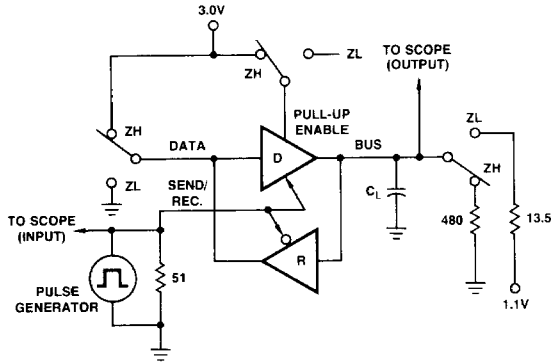 3.0V
ZL
ZH
TO SCOPE
(OUTPUT)
PULL-UP
ENABLE
ZH
DATA
D
BUS
ZL
ZH
ZL
SEND/
REC.
CL
TO SCOPE
(INPUT)
480
13.5
R
51
PULSE
GENERATOR
1.1V